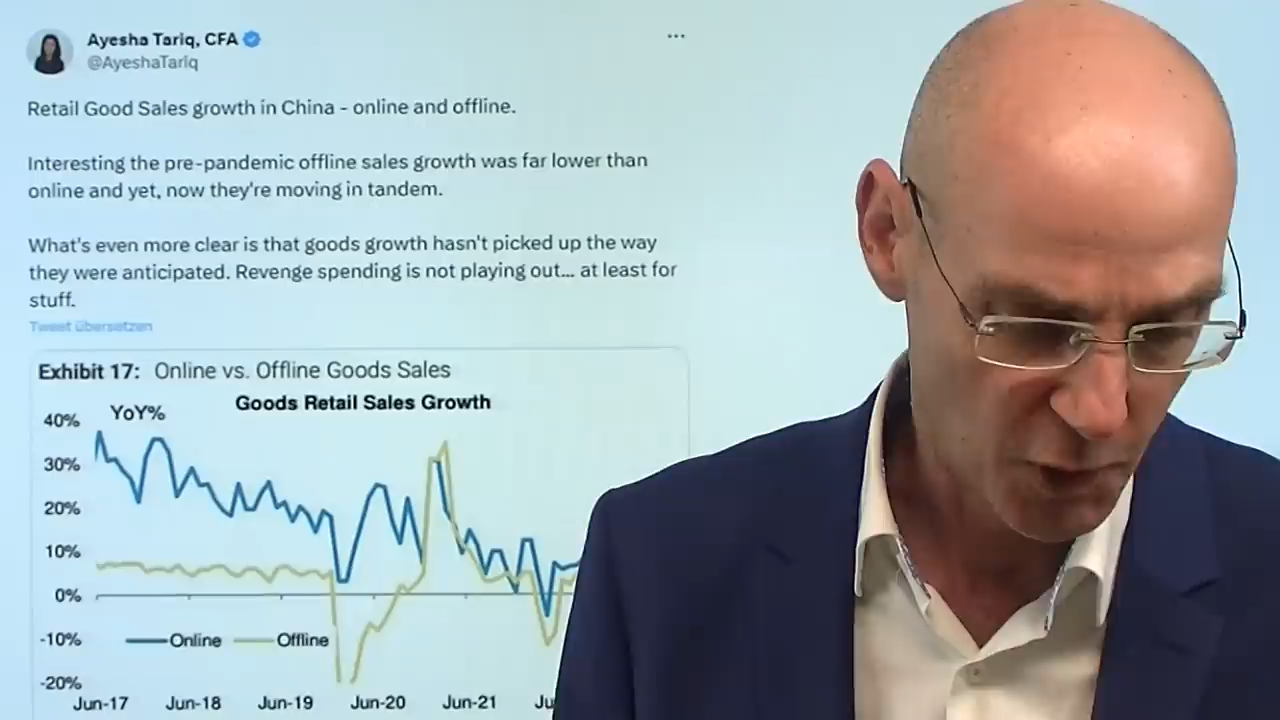 Ayesha Tariq, CFA
@AyeshaTariq
Retail Good Sales growth in China - online and offline.
Interesting the pre-pandemic offline sales growth was far lower than
online and yet, now they're moving in tandem.
What's even more clear is that goods growth hasn't picked up the way
they were anticipated. Revenge spending is not playing out... at least for
stuff.
Tweet übersetzen
Exhibit 17: Online vs. Offline Goods Sales
Goods Retail Sales Growth
YoY%
40%
30%
20%
10%
0%
-10%
-20%
Online Offline
Jun-17 Jun-18 Jun-19 Jun-20 Jun-21